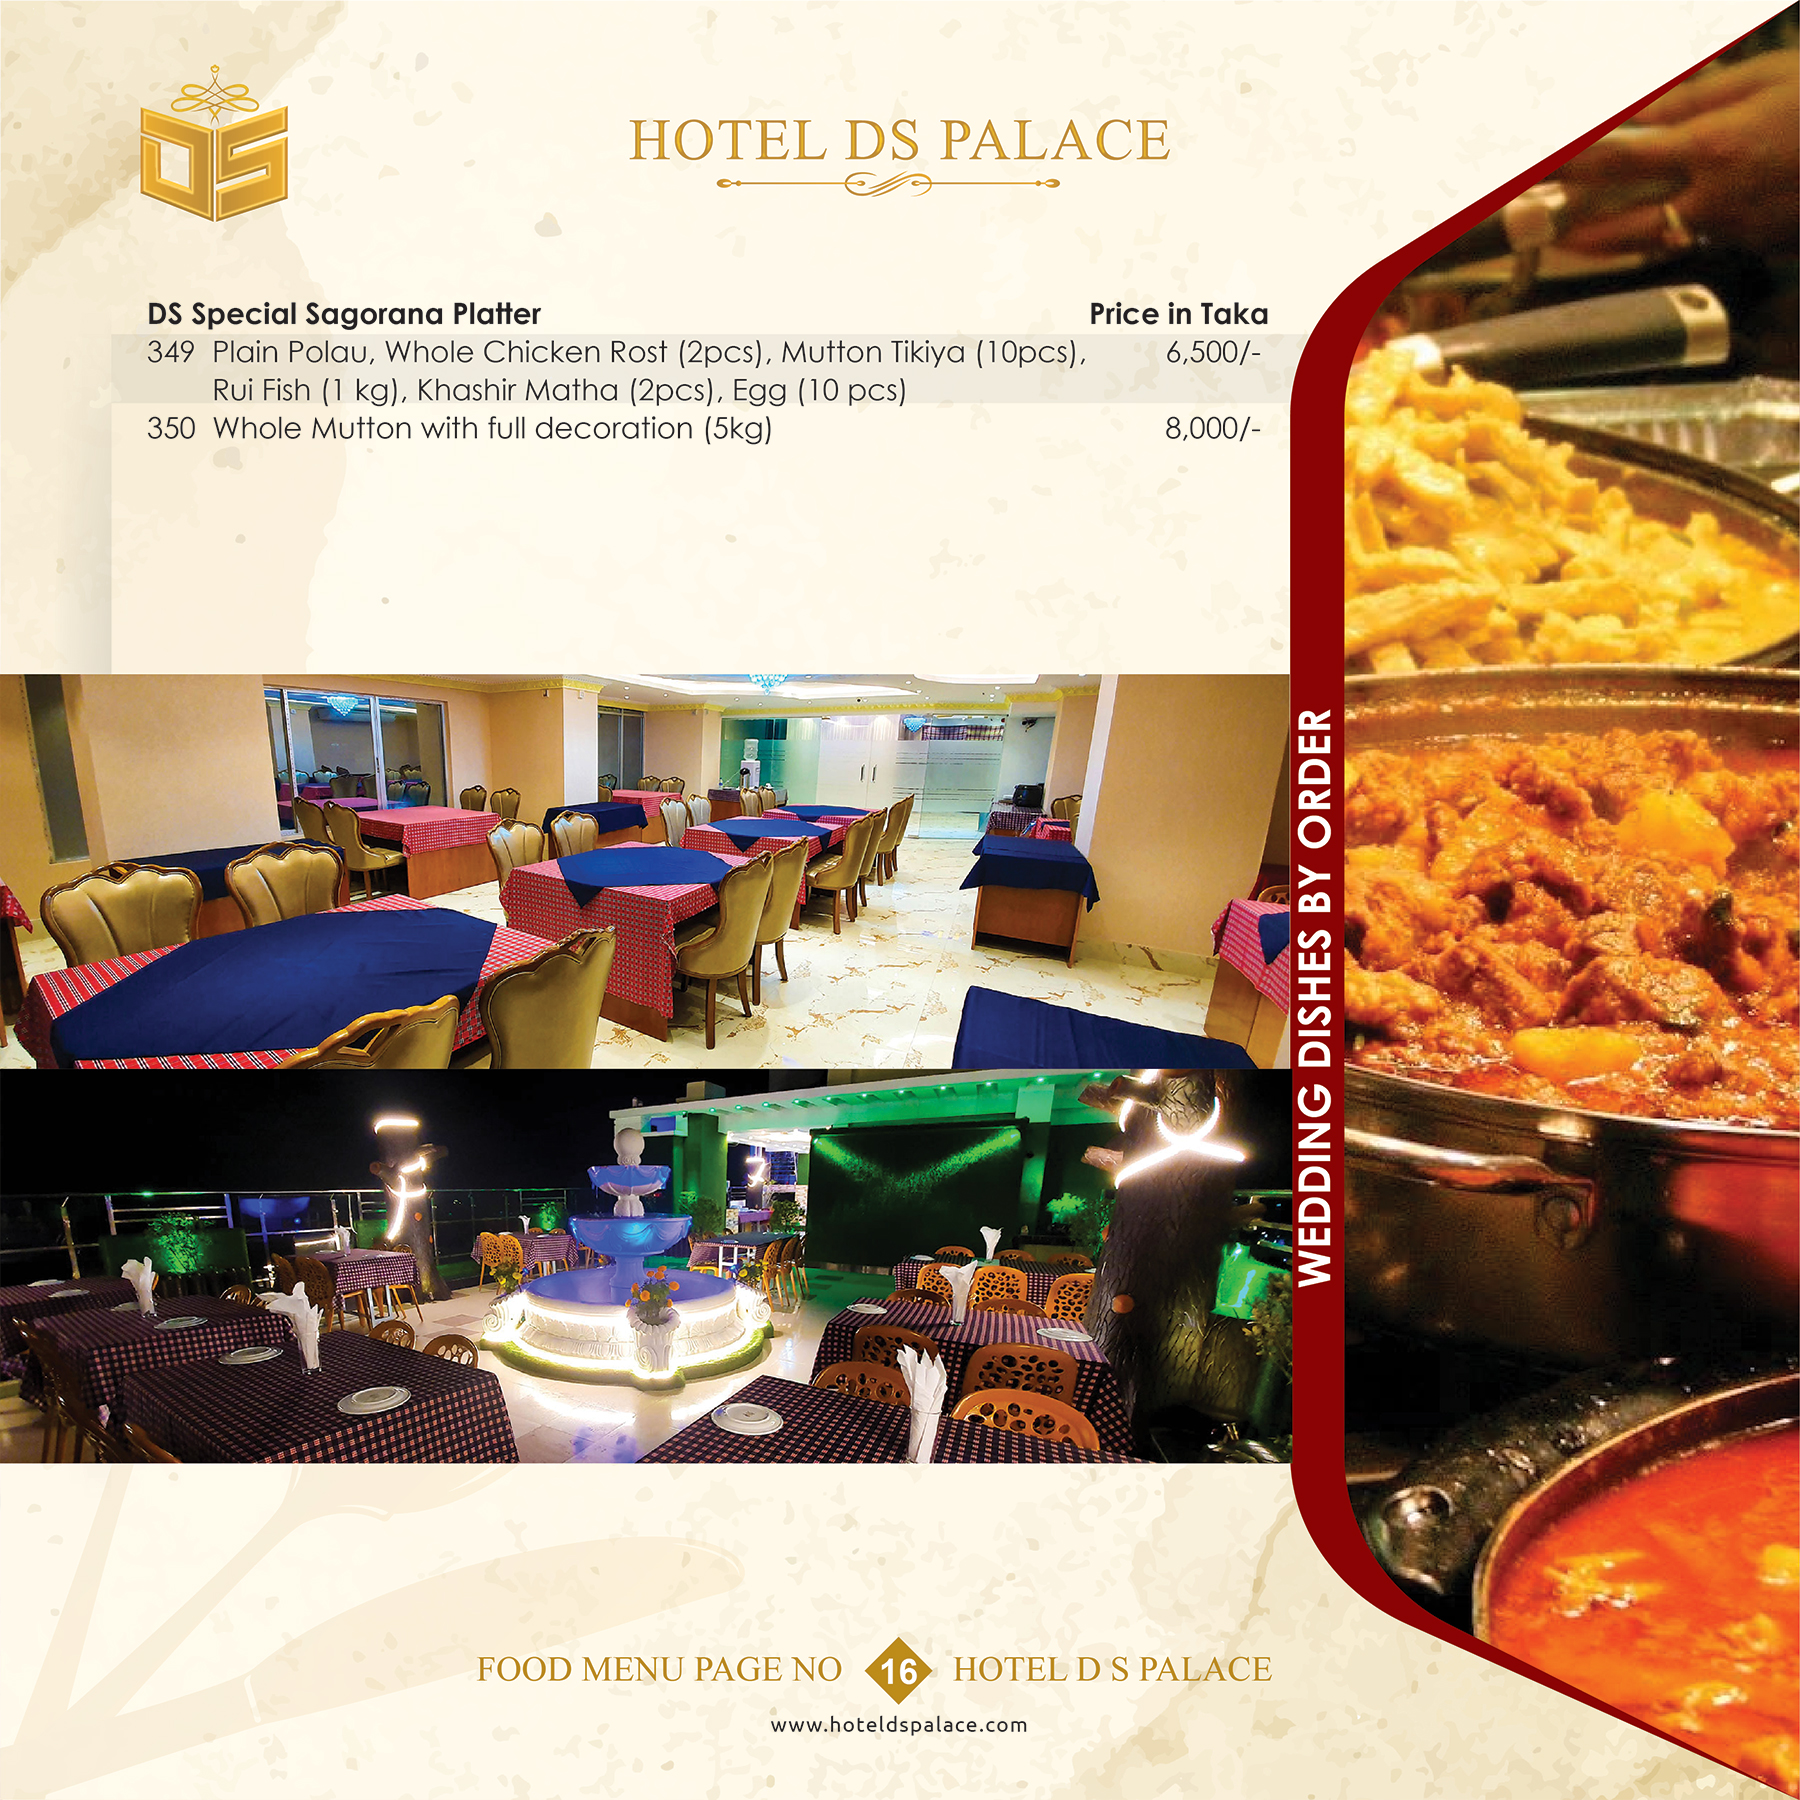 DS
HOTEL DS PALACE
DS Special Sagorana Platter Price in Taka
349 Plain Polau, Whole Chicken Rost (2pcs), Mutton Tikiya (10pcs), 6,500/-
Rui Fish (1 kg), Khashir Matha (2pcs), Egg (10 pcs)
350 Whole Mutton with full decoration (5kg) 8,000/-
WEDDING DISHES BY ORDER
FOOD MENU PAGE NO 16 HOTEL D S PALACE
www.hoteldspalace.com